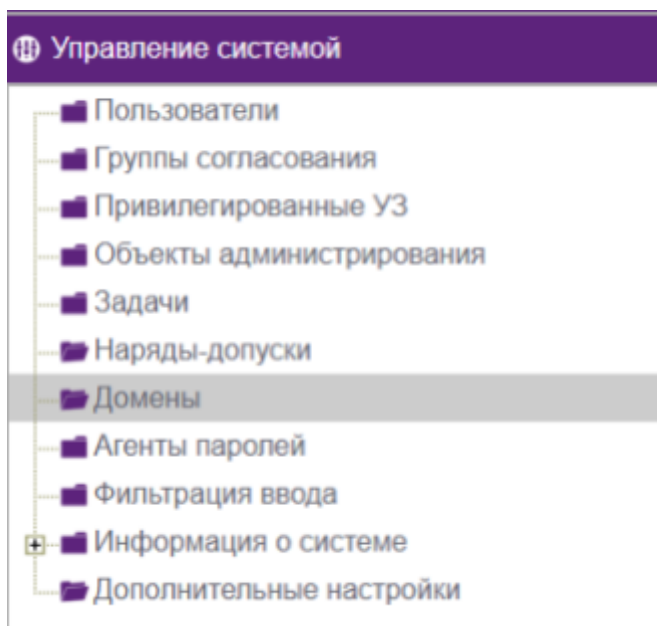 Управление системой
Пользователи
Группы согласования
Привилегированные УЗ
Объекты администрирования
Задачи
Наряды-допуски
Домены
Агенты паролей
Фильтрация ввода
Информация о системе
Дополнительные настройки